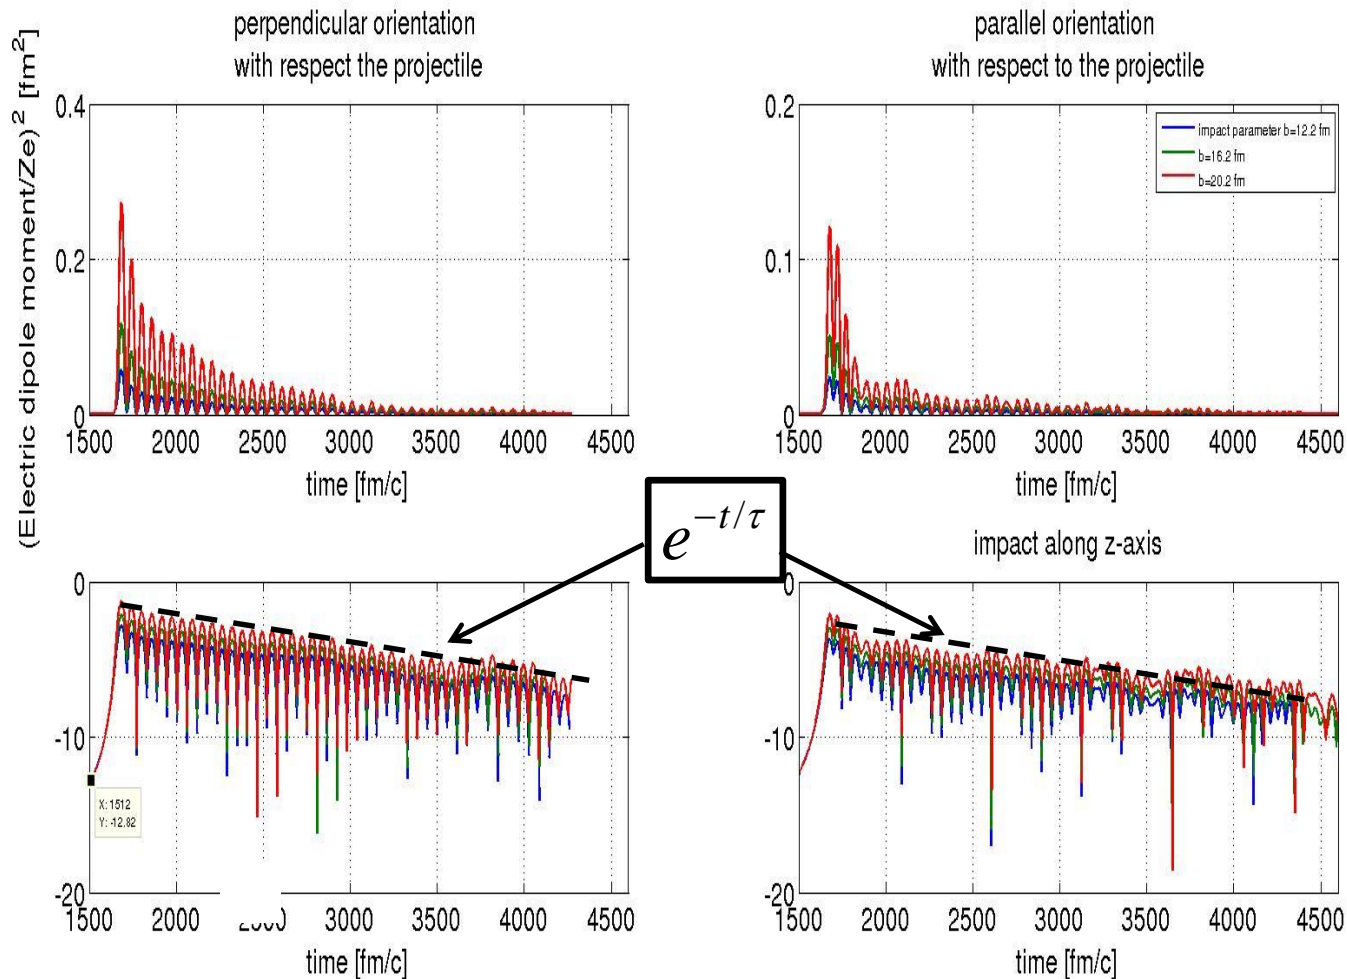 perpendicular orientation
with respect the projectile
parallel orientation
with respect to the projectile
(Electric dipole moment/Ze)² [fm²]
0.4
0.2
0
1500 2000 2500 3000 3500 4000 4500
time [fm/c]
0.2
0.1
0
impact parameter b=12.2 fm
b=16.2 fm
b=20.2 fm
1500 2000 2500 3000 3500 4000 4500
time [fm/c]
e^{-t/τ}
impact along z-axis
0
-10
-20
X: 1512
Y: -12.82
1500 2000 3000 3500 4000 4500
time [fm/c]
0
-10
-20
1500 2000 2500 3000 3500 4000 4500
time [fm/c]